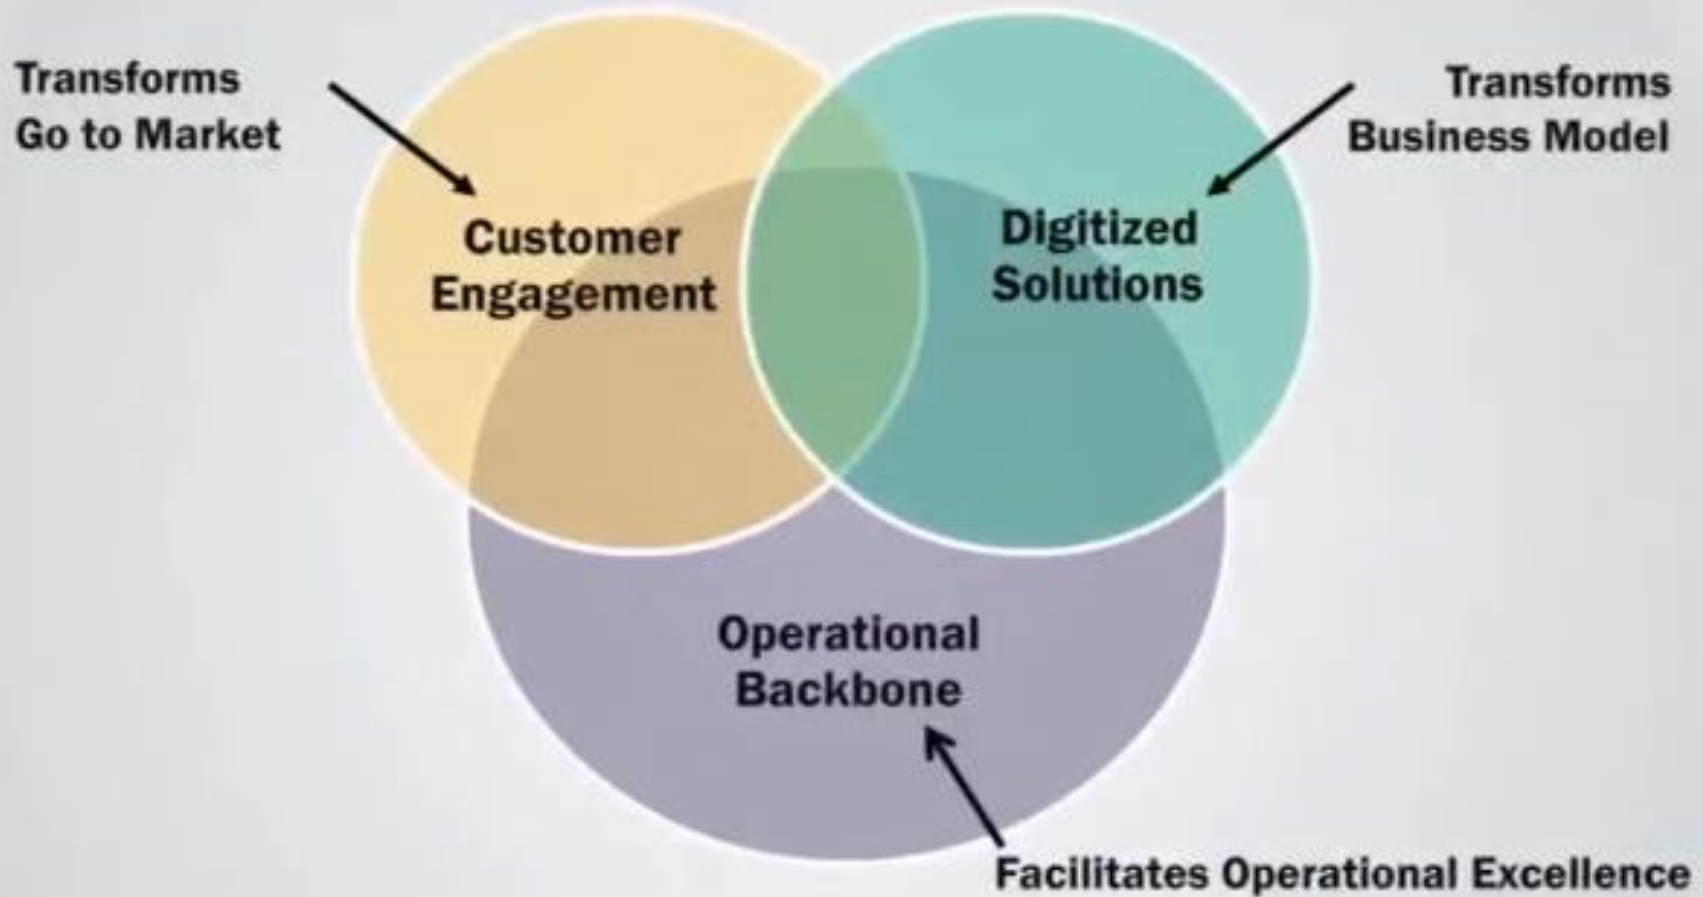 Transforms
Go to Market
Transforms
Business Model
Customer
Engagement
Digitized
Solutions
Operational
Backbone
Facilitates Operational Excellence